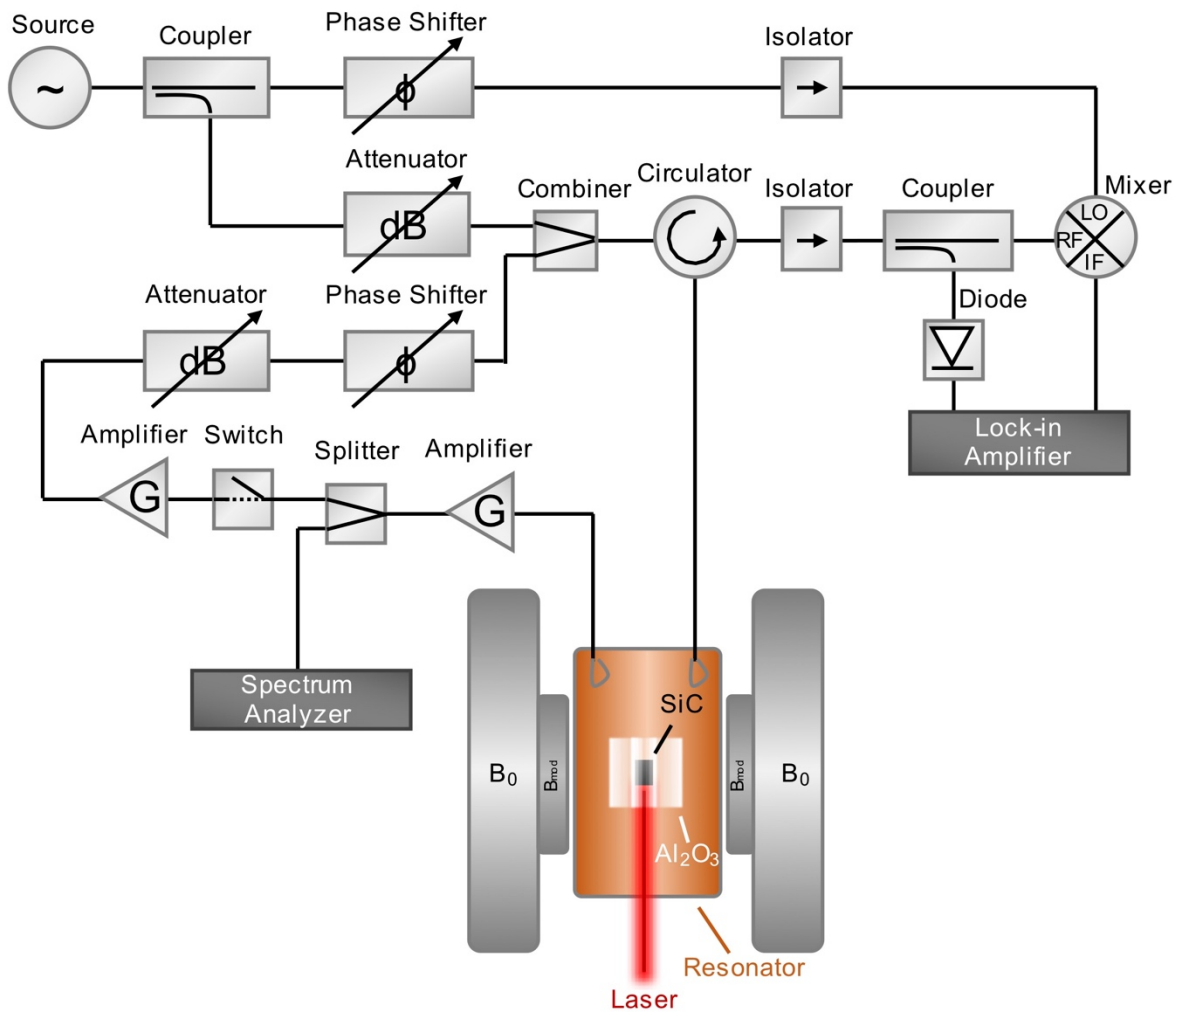 Source
Coupler
Phase Shifter
Isolator
~
ϕ
Attenuator
Combiner
Circulator
Isolator
Coupler
Mixer
dB
LO
RF
IF
Attenuator
Phase Shifter
Diode
dB
ϕ
Amplifier
Switch
Splitter
Amplifier
Lock-in
Amplifier
G
G
Spectrum
Analyzer
SiC
B₀
Bmod
Bmod
B₀
Al₂O₃
Resonator
Laser